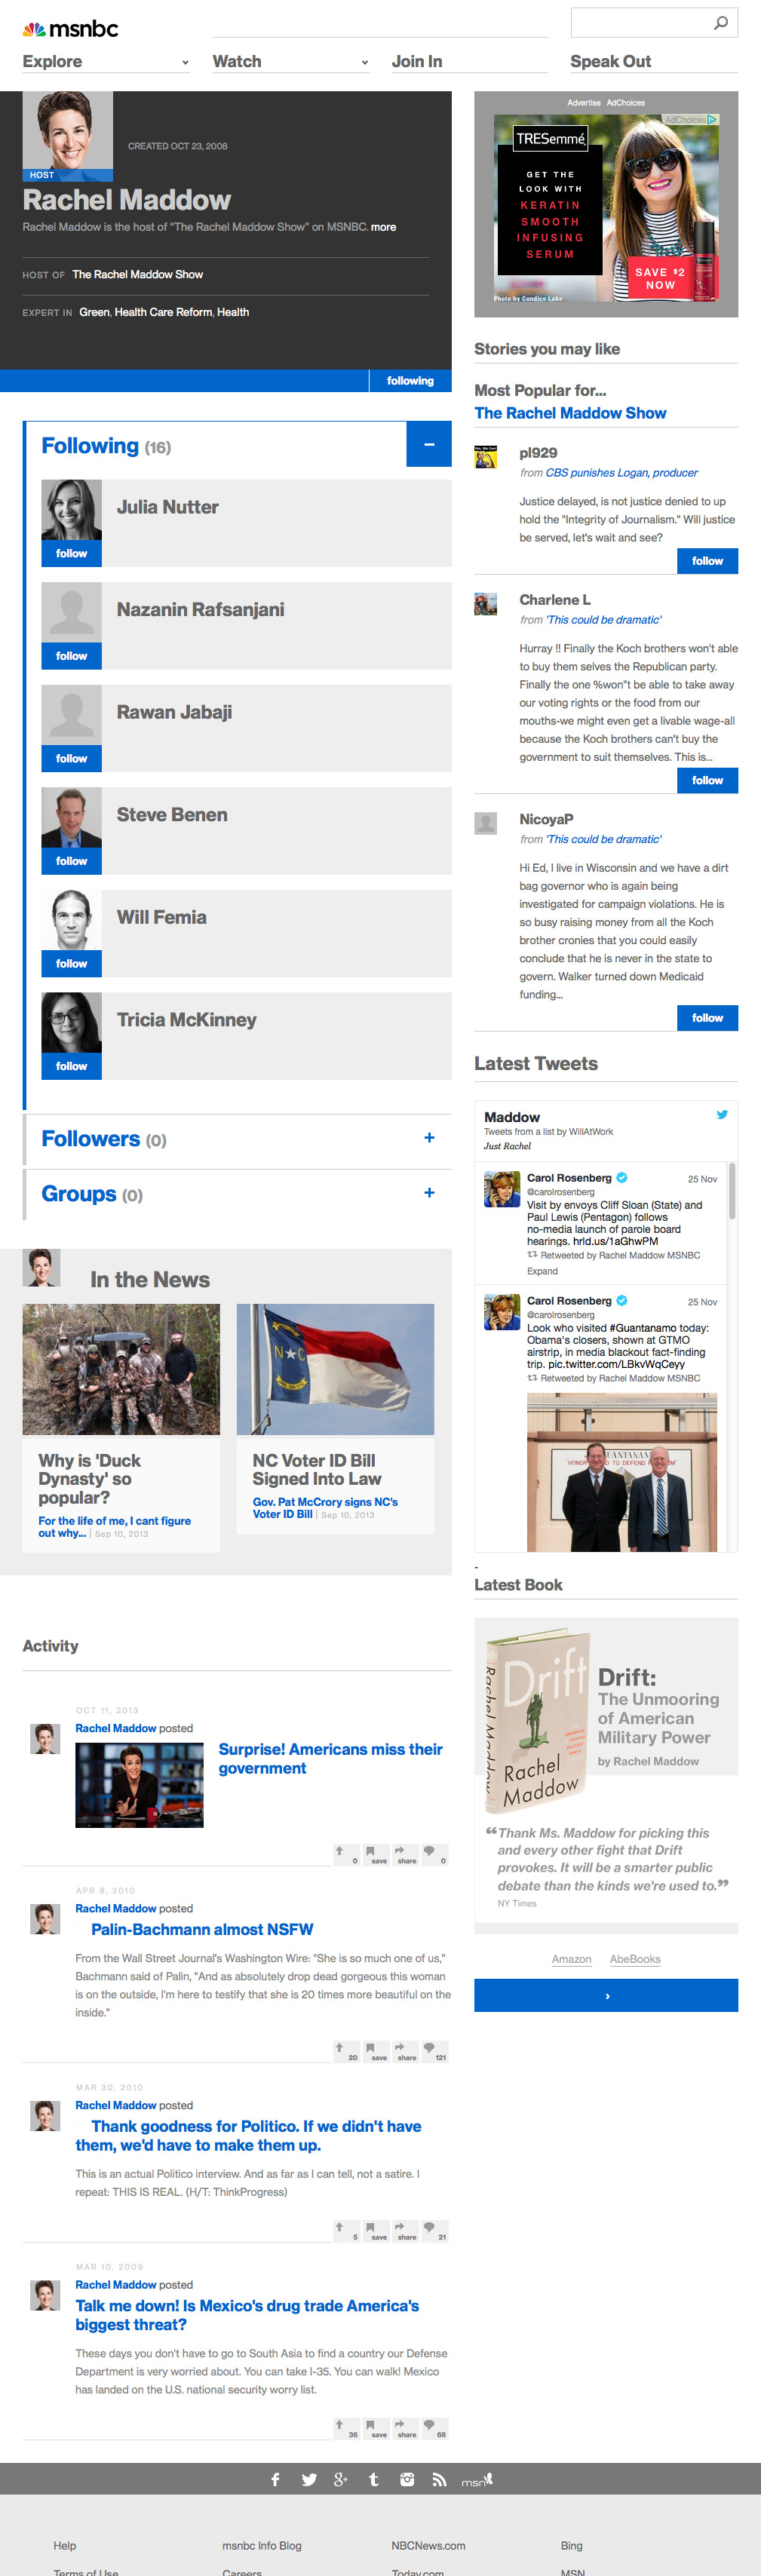 msnbc
Explore
Watch
Join In
Speak Out
CREATED OCT 23, 2008
HOST
Rachel Maddow
Rachel Maddow is the host of "The Rachel Maddow Show" on MSNBC. more
HOST OF The Rachel Maddow Show
EXPERT IN Green, Health Care Reform, Health
following
Following (16)
Julia Nutter
follow
Nazanin Rafsanjani
follow
Rawan Jabaji
follow
Steve Benen
follow
Will Femia
follow
Tricia McKinney
follow
Followers (0)
Groups (0)
In the News
Why is 'Duck
Dynasty' so
popular?
For the life of me, I cant figure
out why... | Sep 10, 2013
NC Voter ID Bill
Signed Into Law
Gov. Pat McCrory signs NC's
Voter ID Bill | Sep 10, 2013
Activity
OCT 11, 2013
Rachel Maddow posted
Surprise! Americans miss their
government
0 save share 0
APR 8, 2010
Rachel Maddow posted
Palin-Bachmann almost NSFW
From the Wall Street Journal's Washington Wire: "She is so much one of us,"
Bachmann said of Palin, "And as absolutely drop dead gorgeous this woman
is on the outside, I'm here to testify that she is 20 times more beautiful on the
inside."
20 save share 121
MAR 30, 2010
Rachel Maddow posted
Thank goodness for Politico. If we didn't have
them, we'd have to make them up.
This is an actual Politico interview. And as far as I can tell, not a satire. I
repeat: THIS IS REAL. (H/T: ThinkProgress)
5 save share 21
MAR 10, 2009
Rachel Maddow posted
Talk me down! Is Mexico's drug trade America's
biggest threat?
These days you don't have to go to South Asia to find a country our Defense
Department is very worried about. You can take I-35. You can walk! Mexico
has landed on the U.S. national security worry list.
36 save share 68
Advertise AdChoices
AdChoices
TRESemmé
GET THE
LOOK WITH
KERATIN
SMOOTH
INFUSING
SERUM
SAVE $2
NOW
Photo by Candice Lake
Stories you may like
Most Popular for...
The Rachel Maddow Show
pl929
from CBS punishes Logan, producer
Justice delayed, is not justice denied to up
hold the "Integrity of Journalism." Will justice
be served, let's wait and see?
follow
Charlene L
from 'This could be dramatic'
Hurray !! Finally the Koch brothers won't able
to buy them selves the Republican party.
Finally the one %won"t be able to take away
our voting rights or the food from our
mouths-we might even get a livable wage-all
because the Koch brothers can't buy the
government to suit themselves. This is...
follow
NicoyaP
from 'This could be dramatic'
Hi Ed, I live in Wisconsin and we have a dirt
bag governor who is again being
investigated for campaign violations. He is
so busy raising money from all the Koch
brother cronies that you could easily
conclude that he is never in the state to
govern. Walker turned down Medicaid
funding...
follow
Latest Tweets
Maddow
Tweets from a list by WillAtWork
Just Rachel
Carol Rosenberg 25 Nov
@carolrosenberg
Visit by envoys Cliff Sloan (State) and
Paul Lewis (Pentagon) follows
no-media launch of parole board
hearings. hrld.us/1aGhwPM
Retweeted by Rachel Maddow MSNBC
Expand
Carol Rosenberg 25 Nov
@carolrosenberg
Look who visited #Guantanamo today:
Obama's closers, shown at GTMO
airstrip, in media blackout fact-finding
trip. pic.twitter.com/LBkvWqCeyy
Retweeted by Rachel Maddow MSNBC
-
Latest Book
Drift
Rachel
Maddow
Rachel Maddow
Drift:
The Unmooring
of American
Military Power
by Rachel Maddow
"Thank Ms. Maddow for picking this
and every other fight that Drift
provokes. It will be a smarter public
debate than the kinds we're used to."
NY Times
Amazon AbeBooks
›
msn
Help
msnbc Info Blog
NBCNews.com
Bing
Terms of Use
Careers
Today.com
MSN